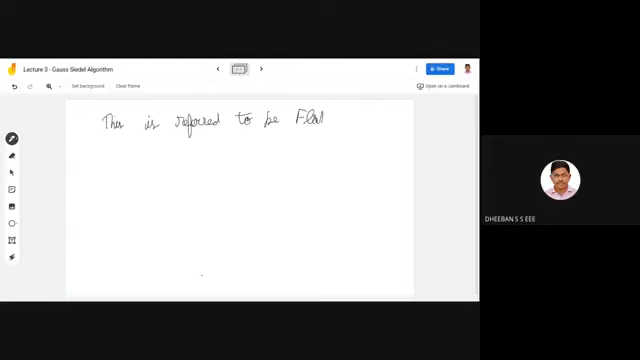 Lecture 3 - Gauss Siedel Algorithm
Share
Set background
Clear frame
Open on a Jamboard
This is referred to be Flat
DHEEBAN S S EEE